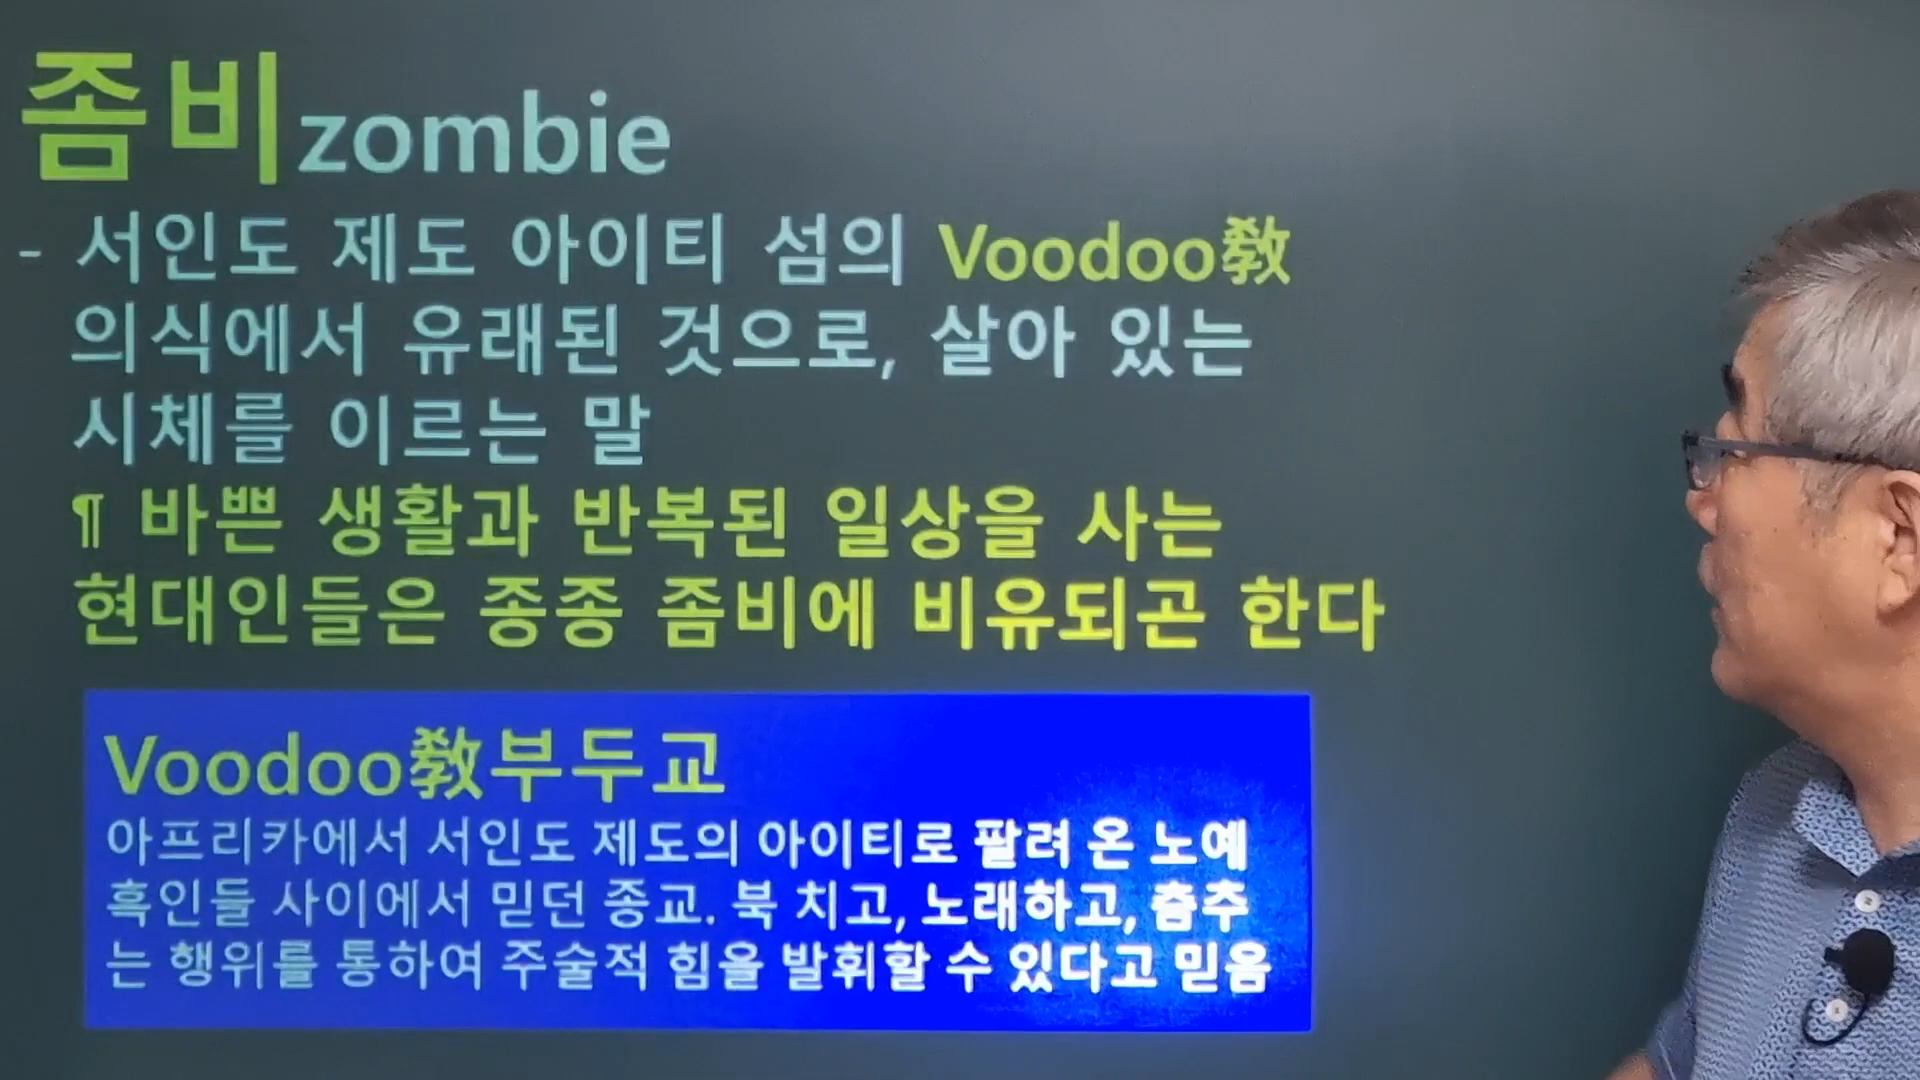 좀비zombie
- 서인도 제도 아이티 섬의 Voodoo敎
의식에서 유래된 것으로, 살아 있는
시체를 이르는 말
¶ 바쁜 생활과 반복된 일상을 사는
현대인들은 종종 좀비에 비유되곤 한다
Voodoo敎부두교
아프리카에서 서인도 제도의 아이티로 팔려 온 노예
흑인들 사이에서 믿던 종교. 북 치고, 노래하고, 춤추
는 행위를 통하여 주술적 힘을 발휘할 수 있다고 믿음